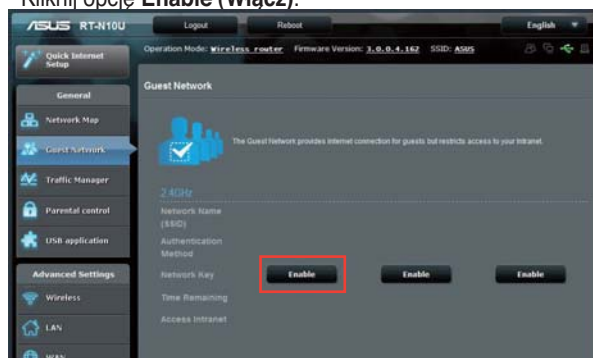 Kliknij opcję Enable (Włącz).
ASUS RT-N10U
Logout
Reboot
English
Quick Internet
Setup
Operation Mode: Wireless router Firmware Version: 1.0.0.4.162 SSID: ASUS
General
Network Map
Guest Network
Traffic Manager
Parental control
USB application
Advanced Settings
Wireless
LAN
WAN
Guest Network
The Guest Network provides Internet connection for guests but restricts access to your Intranet.
2.4GHz
Network Name
(SSID)
Authentication
Method
Network Key
Enable
Enable
Enable
Time Remaining
Access Intranet